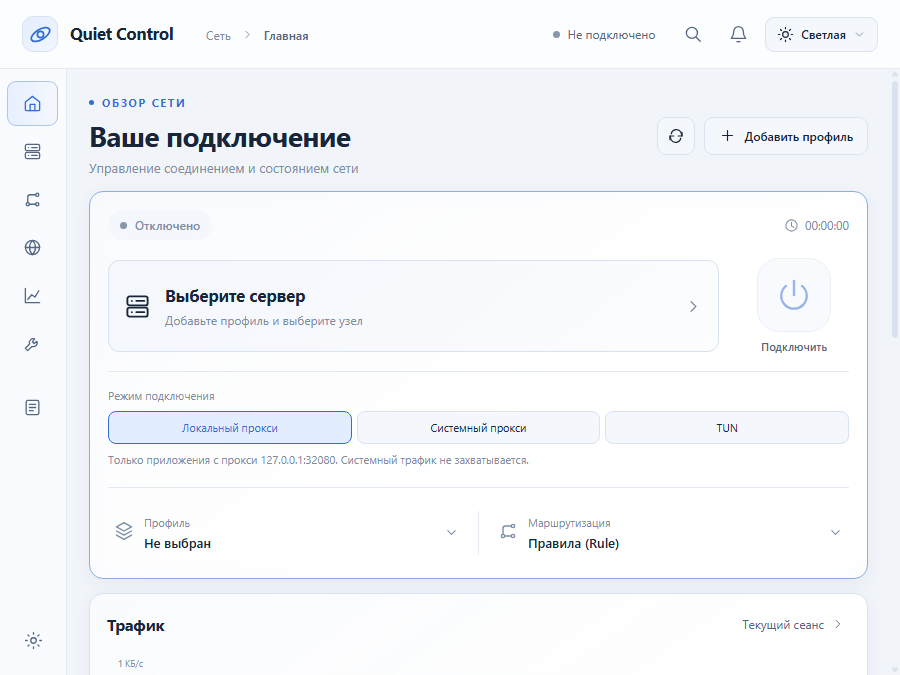 Quiet Control
Сеть
Главная
Не подключено
Светлая
ОБЗОР СЕТИ
Ваше подключение
Управление соединением и состоянием сети
Добавить профиль
Отключено
00:00:00
Выберите сервер
Добавьте профиль и выберите узел
Подключить
Режим подключения
Локальный прокси
Системный прокси
TUN
Только приложения с прокси 127.0.0.1:32080. Системный трафик не захватывается.
Профиль
Не выбран
Маршрутизация
Правила (Rule)
Трафик
Текущий сеанс
1 КБ/с